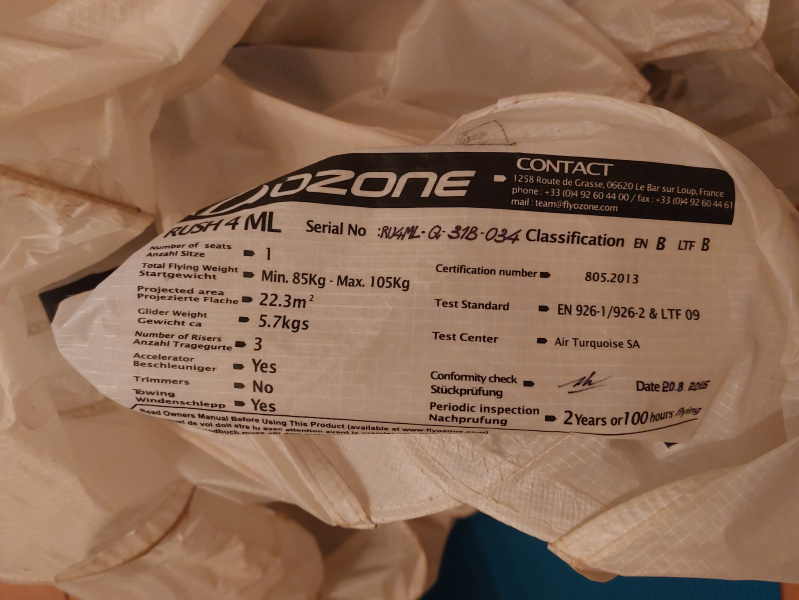 OZONE
CONTACT
1258 Route de Grasse, 06620 Le Bar sur Loup, France
phone : +33 (0)4 92 60 44 00 / fax : +33 (0)4 92 60 44 61
mail : team@flyozone.com
RUSH 4 ML
Serial No : RU4ML-Q-31B-034 Classification EN B LTF B
Number of seats
Anzahl Sitze 1
Total Flying Weight
Startgewicht Min. 85Kg - Max. 105Kg
Projected area
Projezierte Flache 22.3m²
Glider Weight
Gewicht ca 5.7kgs
Number of Risers
Anzahl Tragegurte 3
Accelerator
Beschleuniger Yes
Trimmers No
Towing
Windenschlepp Yes
Certification number 805.2013
Test Standard EN 926-1/926-2 & LTF 09
Test Center Air Turquoise SA
Conformity check
Stückprüfung
Date 20.8 2015
Periodic inspection
Nachprufung 2 Years or 100 hours flying
Read Owners Manual Before Using This Product (available at www.flyozone.com)